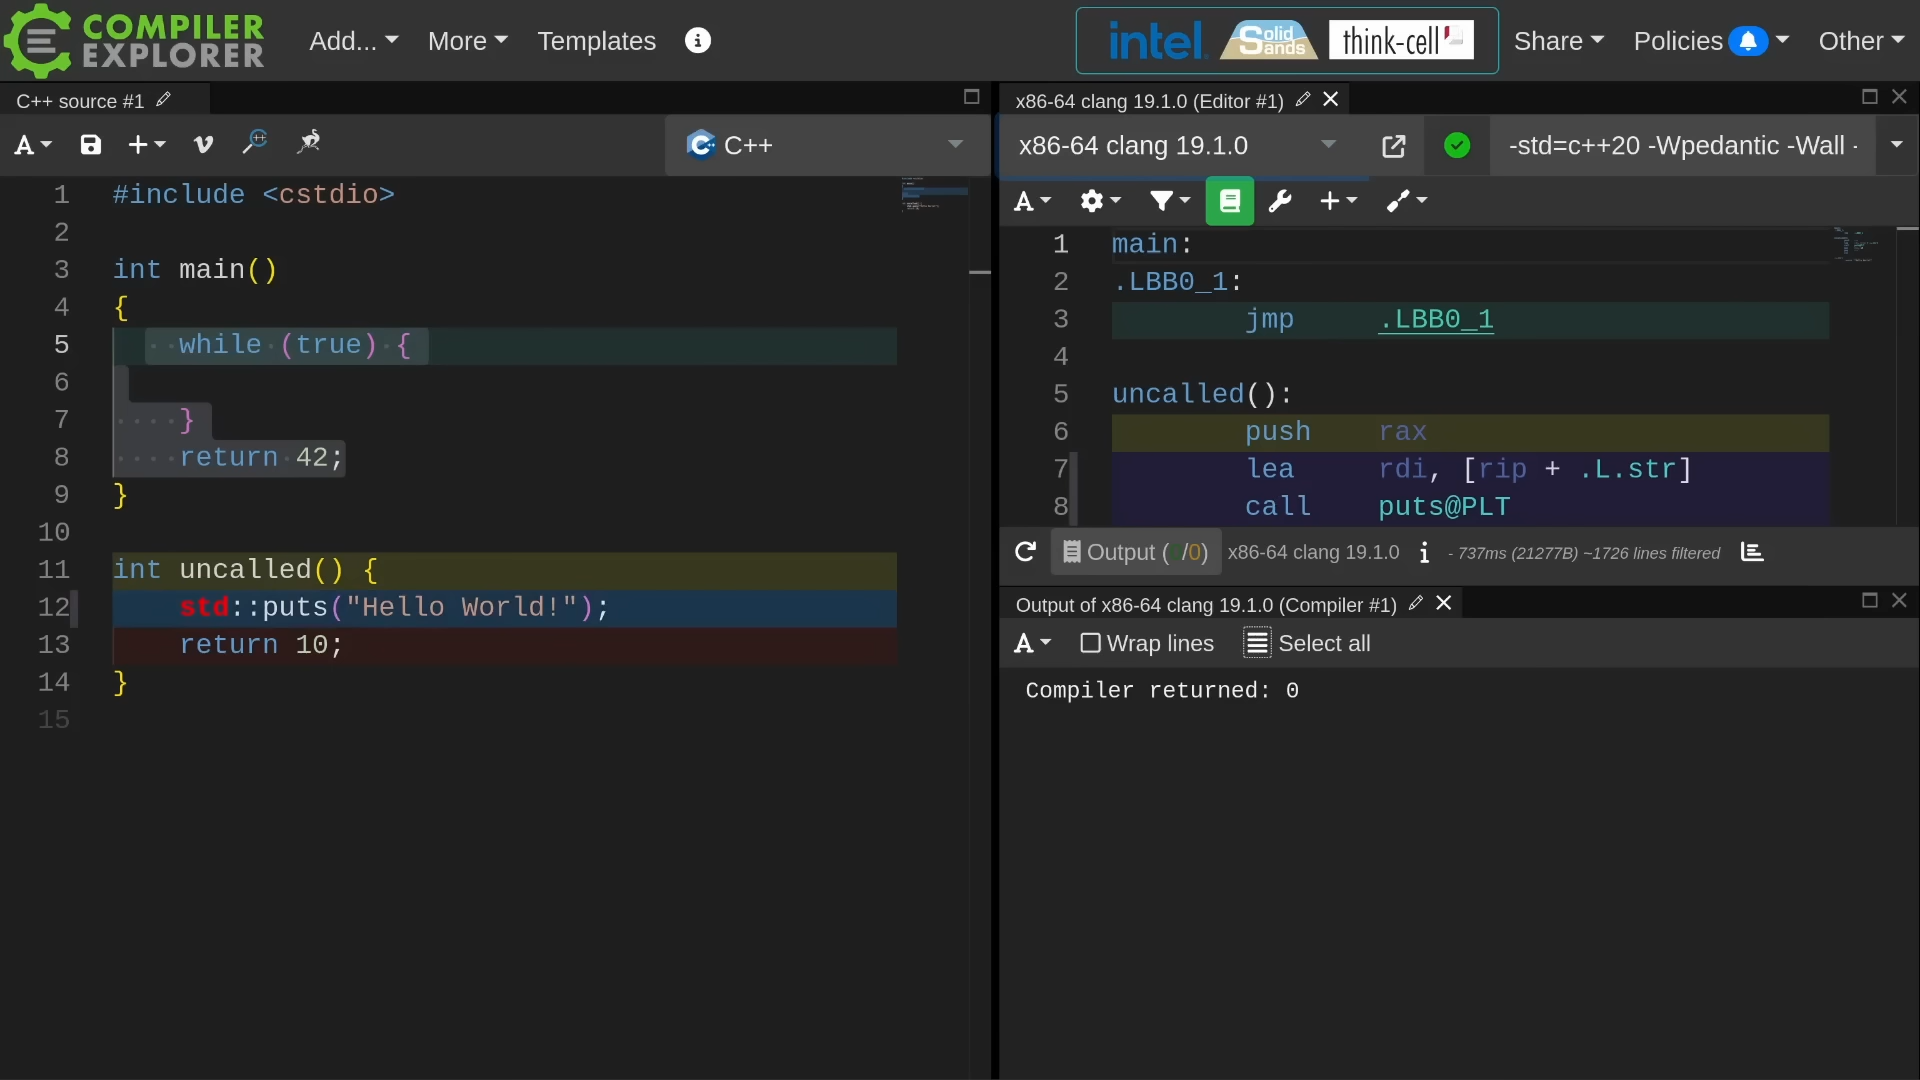 COMPILER
EXPLORER
Add...
More
Templates
intel.
Solid
Sands
think-cell
Share
Policies
Other
C++ source #1
A
C++
1 #include <cstdio>
2
3 int main()
4 {
5 while (true) {
6
7 }
8 return 42;
9 }
10
11 int uncalled() {
12 std::puts("Hello World!");
13 return 10;
14 }
15
x86-64 clang 19.1.0 (Editor #1)
x86-64 clang 19.1.0
-std=c++20 -Wpedantic -Wall -
A
1 main:
2 .LBB0_1:
3 jmp .LBB0_1
4
5 uncalled():
6 push rax
7 lea rdi, [rip + .L.str]
8 call puts@PLT
Output ( /0) x86-64 clang 19.1.0 i - 737ms (21277B) ~1726 lines filtered
Output of x86-64 clang 19.1.0 (Compiler #1)
A Wrap lines Select all
Compiler returned: 0